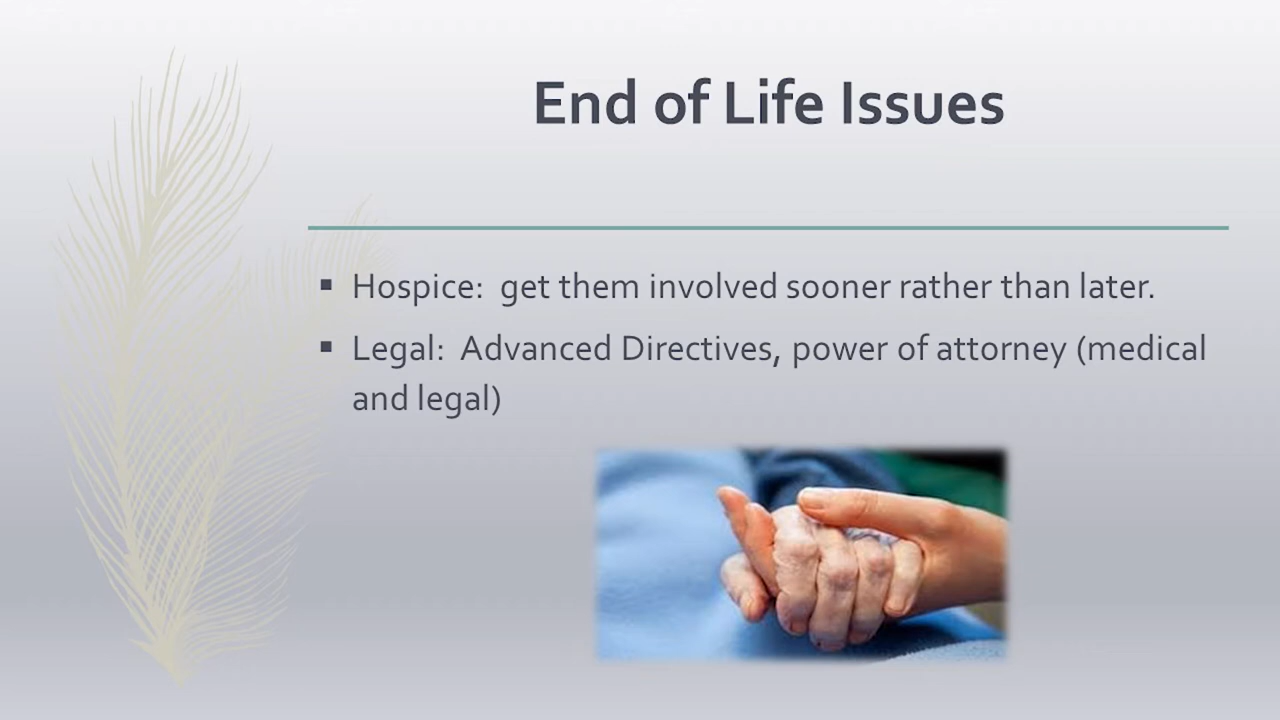 End of Life Issues
▪ Hospice:  get them involved sooner rather than later.
▪ Legal:  Advanced Directives, power of attorney (medical
and legal)